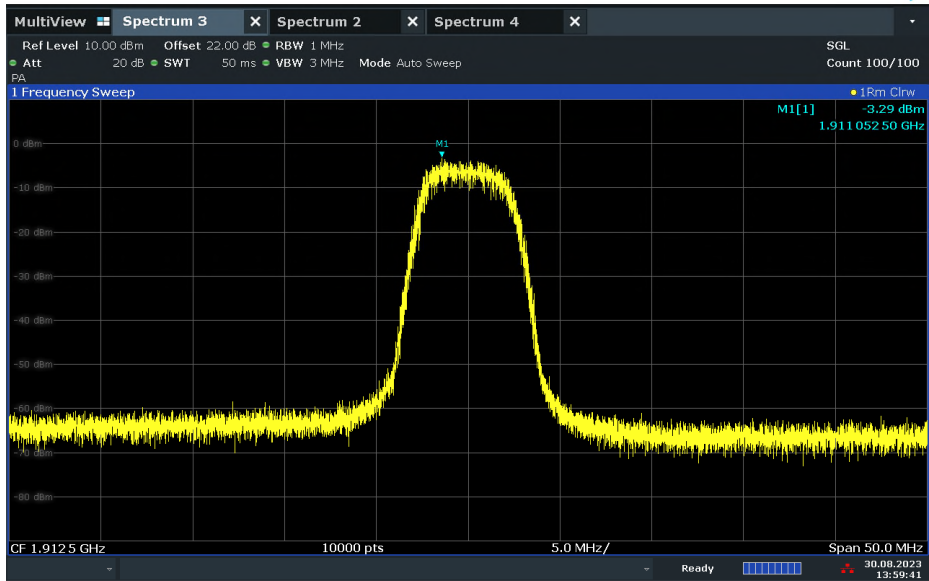 MultiView Spectrum 3 X Spectrum 2 X Spectrum 4 X
Ref Level 10.00 dBm Offset 22.00 dB RBW 1 MHz SGL
Att 20 dB SWT 50 ms VBW 3 MHz Mode Auto Sweep Count 100/100
PA
1 Frequency Sweep 1Rm Clrw
M1[1] -3.29 dBm
1.911 052 50 GHz
0 dBm
M1
-10 dBm
-20 dBm
-30 dBm
-40 dBm
-50 dBm
-60 dBm
-70 dBm
-80 dBm
CF 1.9125 GHz 10000 pts 5.0 MHz/ Span 50.0 MHz
Ready 30.08.2023
13:59:41